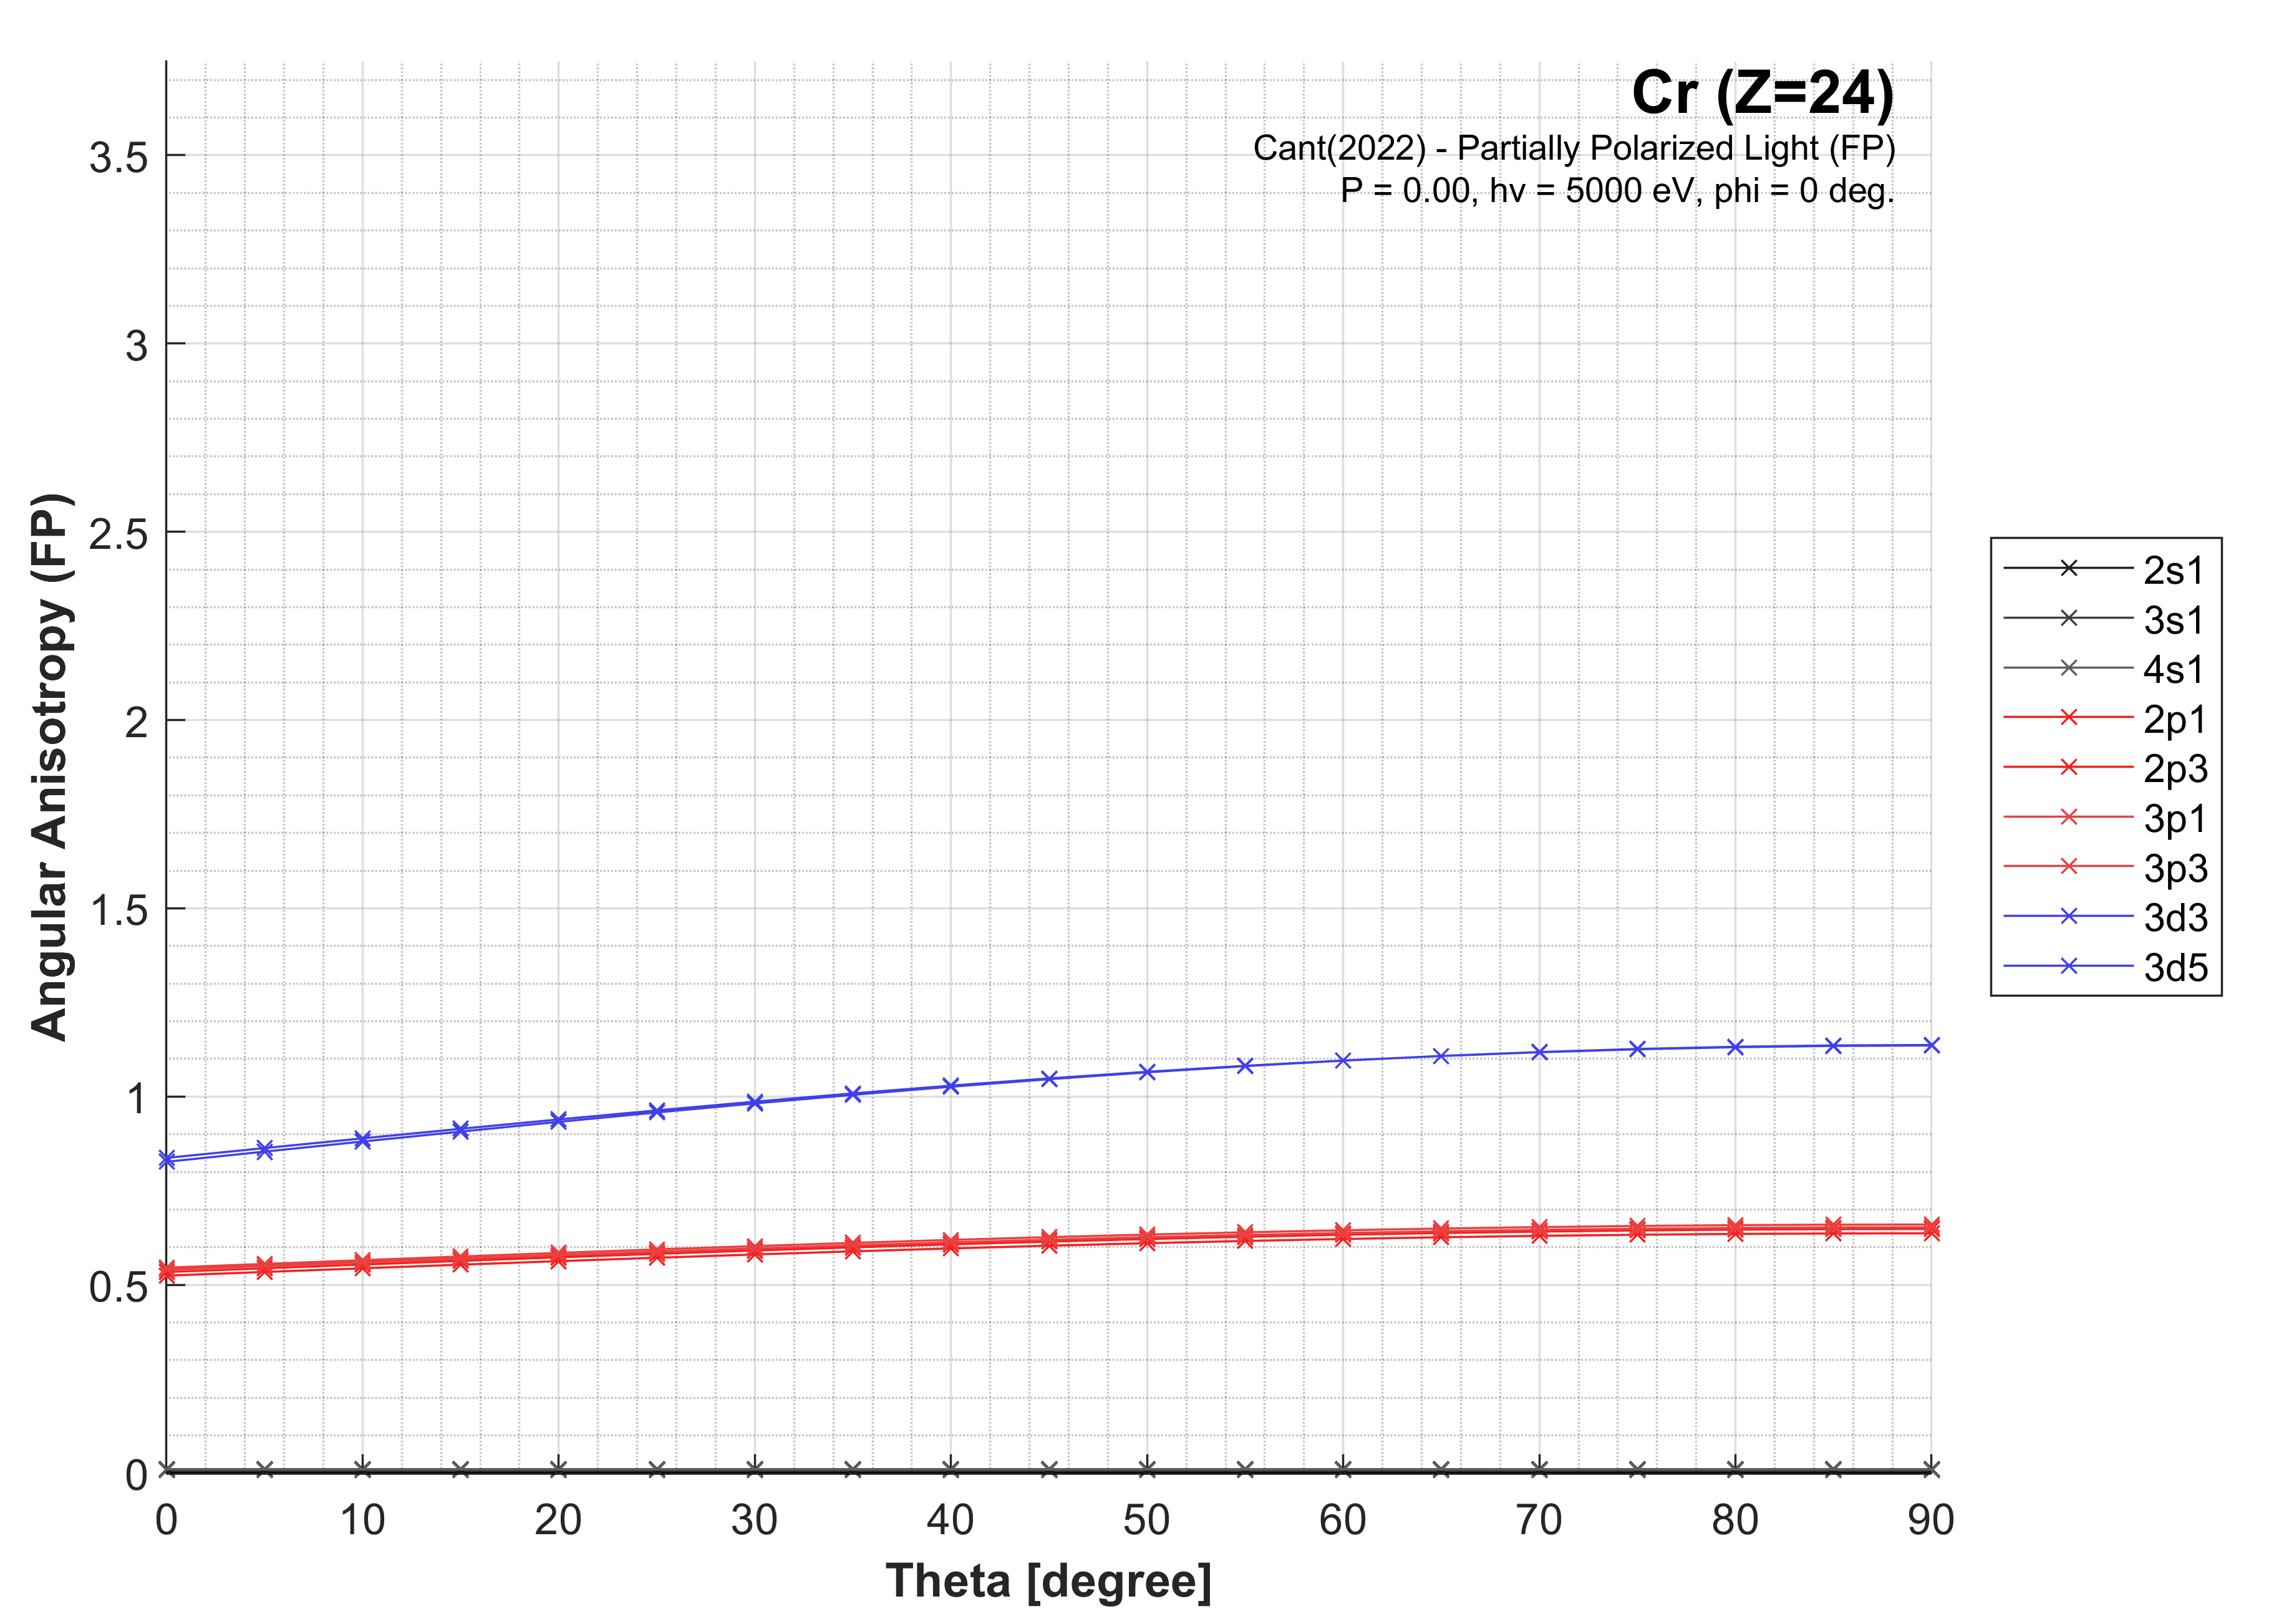 Cr (Z=24)
Cant(2022) - Partially Polarized Light (FP)
P = 0.00, hv = 5000 eV, phi = 0 deg.
Angular Anisotropy (FP)
3.5
3
2.5
2
1.5
1
0.5
0
0 10 20 30 40 50 60 70 80 90
Theta [degree]
2s1
3s1
4s1
2p1
2p3
3p1
3p3
3d3
3d5